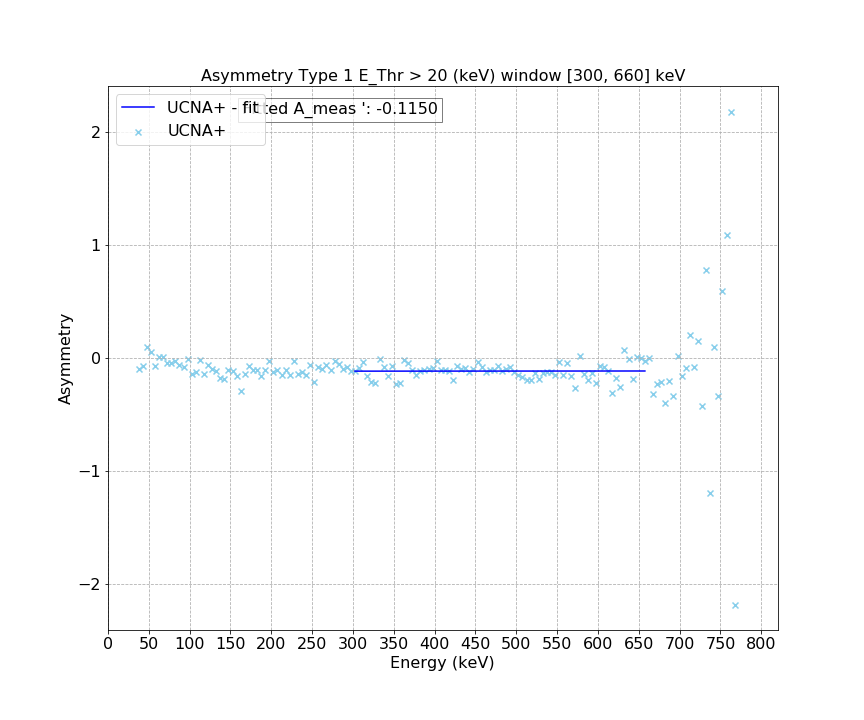 Asymmetry Type 1 E_Thr > 20 (keV) window [300, 660] keV
UCNA+ - fit
ted A_meas ': -0.1150
UCNA+
2
1
0
−1
−2
Asymmetry
0 50 100 150 200 250 300 350 400 450 500 550 600 650 700 750 800
Energy (keV)